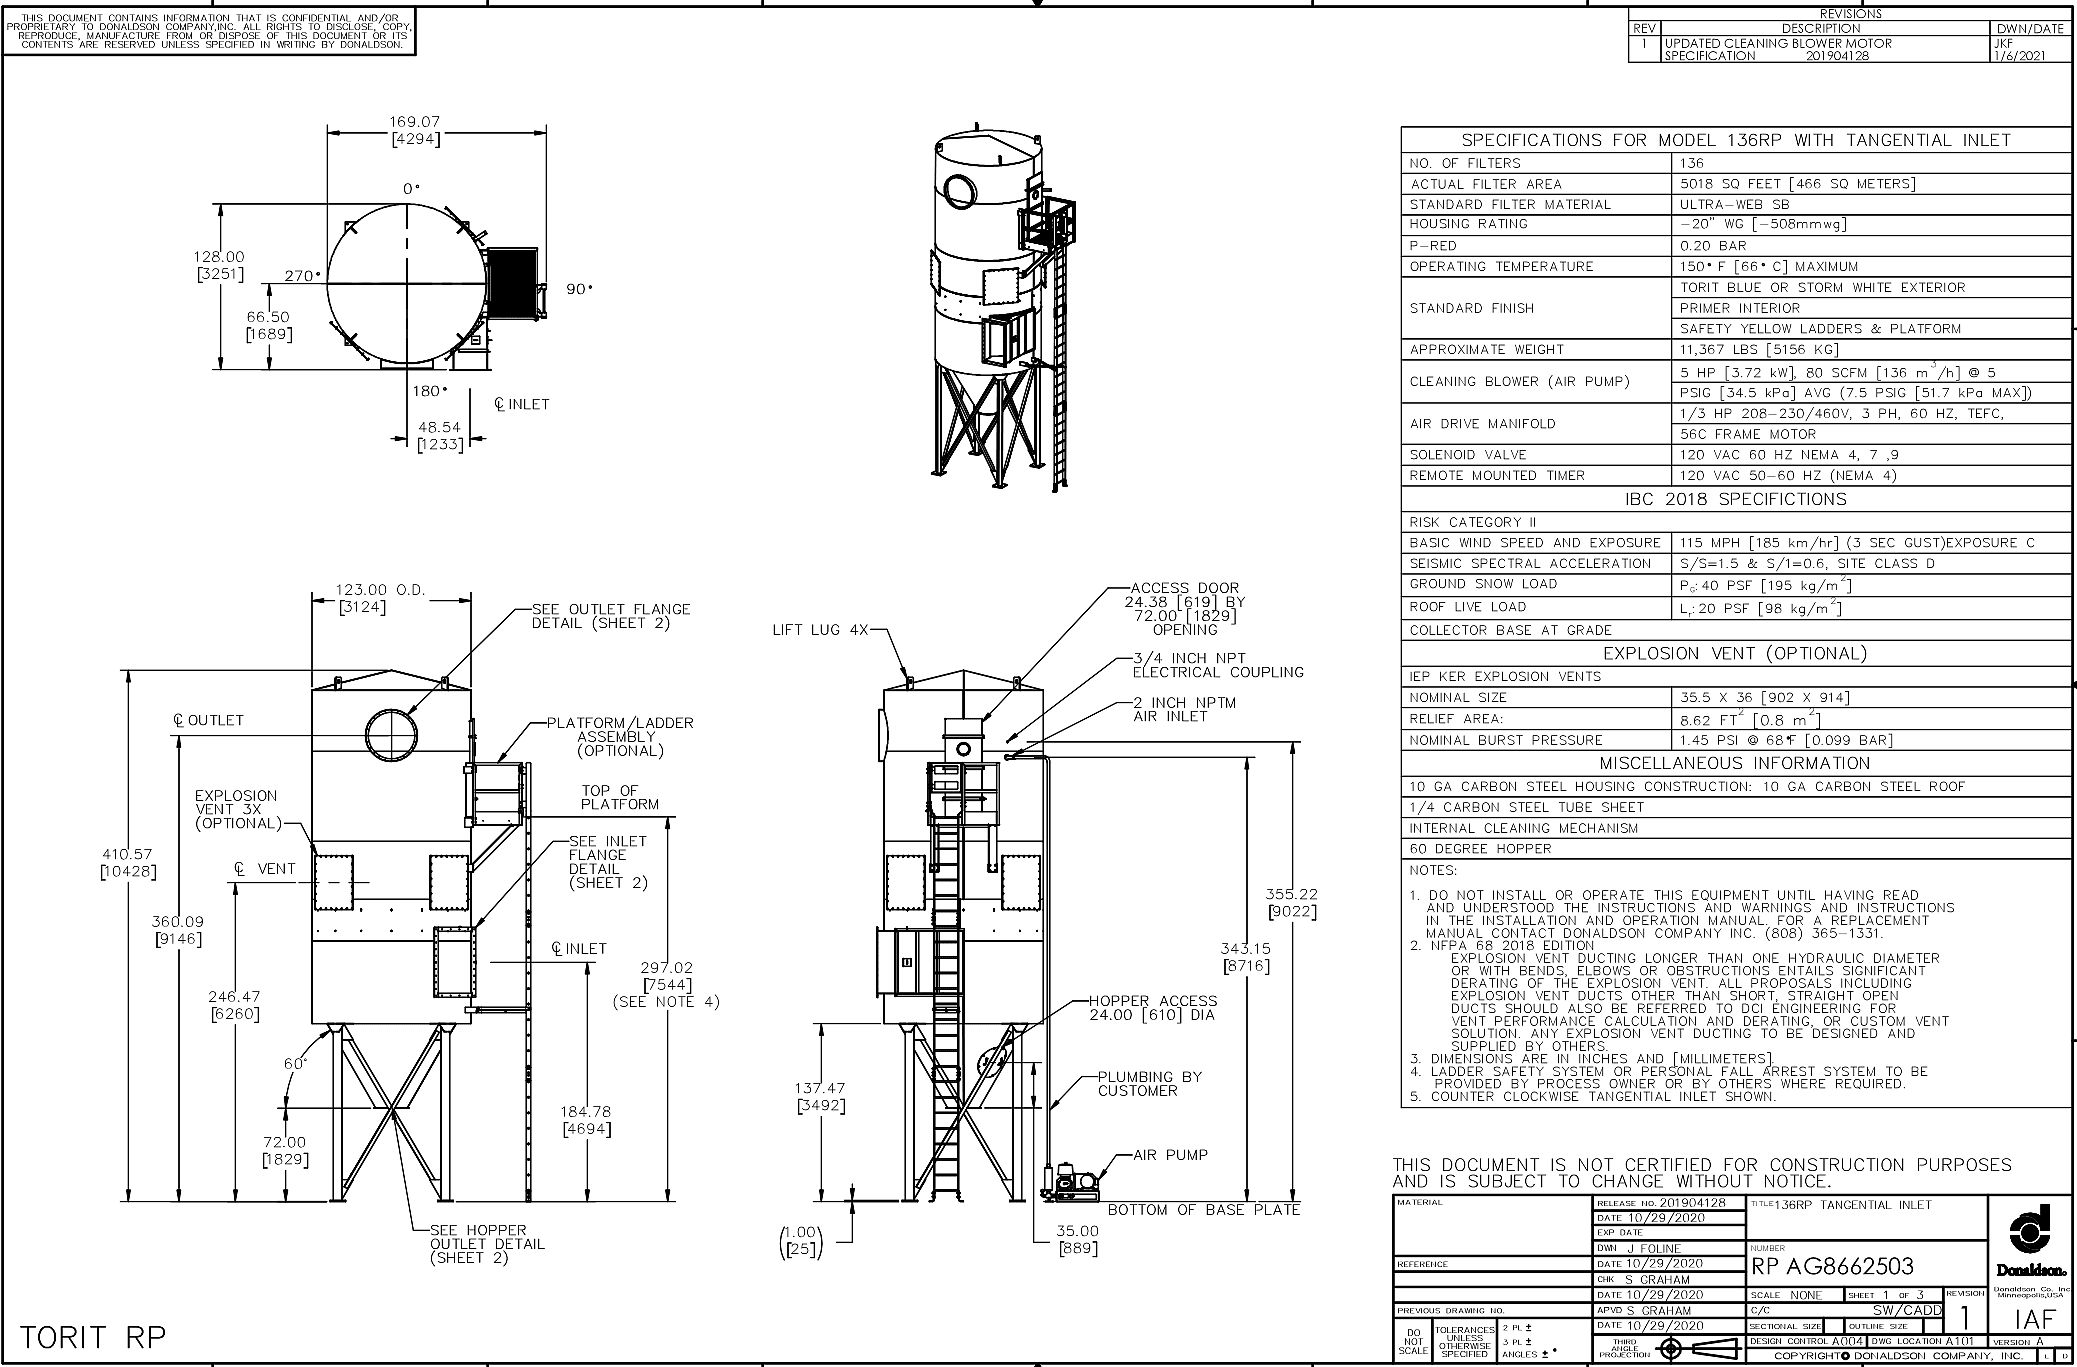 THIS DOCUMENT CONTAINS INFORMATION THAT IS CONFIDENTIAL AND/OR
PROPRIETARY TO DONALDSON COMPANY,INC. ALL RIGHTS TO DISCLOSE, COPY,
REPRODUCE, MANUFACTURE FROM OR DISPOSE OF THIS DOCUMENT OR ITS
CONTENTS ARE RESERVED UNLESS SPECIFIED IN WRITING BY DONALDSON.
REVISIONS
REV DESCRIPTION DWN/DATE
1 UPDATED CLEANING BLOWER MOTOR JKF
SPECIFICATION 201904128 1/6/2021
169.07
[4294]
0°
128.00
[3251]
270°
90°
66.50
[1689]
180°
℄ INLET
48.54
[1233]
123.00 O.D.
[3124]
SEE OUTLET FLANGE
DETAIL (SHEET 2)
℄ OUTLET
PLATFORM/LADDER
ASSEMBLY
(OPTIONAL)
EXPLOSION
VENT 3X
(OPTIONAL)
TOP OF
PLATFORM
SEE INLET
FLANGE
DETAIL
(SHEET 2)
410.57
[10428]
℄ VENT
360.09
[9146]
℄ INLET
297.02
[7544]
(SEE NOTE 4)
246.47
[6260]
60°
184.78
[4694]
72.00
[1829]
SEE HOPPER
OUTLET DETAIL
(SHEET 2)
LIFT LUG 4X
ACCESS DOOR
24.38 [619] BY
72.00 [1829]
OPENING
3/4 INCH NPT
ELECTRICAL COUPLING
2 INCH NPTM
AIR INLET
355.22
[9022]
343.15
[8716]
HOPPER ACCESS
24.00 [610] DIA
137.47
[3492]
PLUMBING BY
CUSTOMER
AIR PUMP
BOTTOM OF BASE PLATE
(1.00)
([25])
35.00
[889]
TORIT RP
SPECIFICATIONS FOR MODEL 136RP WITH TANGENTIAL INLET
NO. OF FILTERS 136
ACTUAL FILTER AREA 5018 SQ FEET [466 SQ METERS]
STANDARD FILTER MATERIAL ULTRA-WEB SB
HOUSING RATING -20" WG [-508mmwg]
P-RED 0.20 BAR
OPERATING TEMPERATURE 150° F [66° C] MAXIMUM
STANDARD FINISH TORIT BLUE OR STORM WHITE EXTERIOR
PRIMER INTERIOR
SAFETY YELLOW LADDERS & PLATFORM
APPROXIMATE WEIGHT 11,367 LBS [5156 KG]
CLEANING BLOWER (AIR PUMP) 5 HP [3.72 kW], 80 SCFM [136 m³/h] @ 5
PSIG [34.5 kPa] AVG (7.5 PSIG [51.7 kPa MAX])
AIR DRIVE MANIFOLD 1/3 HP 208-230/460V, 3 PH, 60 HZ, TEFC,
56C FRAME MOTOR
SOLENOID VALVE 120 VAC 60 HZ NEMA 4, 7 ,9
REMOTE MOUNTED TIMER 120 VAC 50-60 HZ (NEMA 4)
IBC 2018 SPECIFICTIONS
RISK CATEGORY II
BASIC WIND SPEED AND EXPOSURE 115 MPH [185 km/hr] (3 SEC GUST)EXPOSURE C
SEISMIC SPECTRAL ACCELERATION S/S=1.5 & S/1=0.6, SITE CLASS D
GROUND SNOW LOAD PG: 40 PSF [195 kg/m²]
ROOF LIVE LOAD Lr: 20 PSF [98 kg/m²]
COLLECTOR BASE AT GRADE
EXPLOSION VENT (OPTIONAL)
IEP KER EXPLOSION VENTS
NOMINAL SIZE 35.5 X 36 [902 X 914]
RELIEF AREA: 8.62 FT² [0.8 m²]
NOMINAL BURST PRESSURE 1.45 PSI @ 68°F [0.099 BAR]
MISCELLANEOUS INFORMATION
10 GA CARBON STEEL HOUSING CONSTRUCTION: 10 GA CARBON STEEL ROOF
1/4 CARBON STEEL TUBE SHEET
INTERNAL CLEANING MECHANISM
60 DEGREE HOPPER
NOTES:
1. DO NOT INSTALL OR OPERATE THIS EQUIPMENT UNTIL HAVING READ
AND UNDERSTOOD THE INSTRUCTIONS AND WARNINGS AND INSTRUCTIONS
IN THE INSTALLATION AND OPERATION MANUAL. FOR A REPLACEMENT
MANUAL CONTACT DONALDSON COMPANY INC. (808) 365-1331.
2. NFPA 68 2018 EDITION
EXPLOSION VENT DUCTING LONGER THAN ONE HYDRAULIC DIAMETER
OR WITH BENDS, ELBOWS OR OBSTRUCTIONS ENTAILS SIGNIFICANT
DERATING OF THE EXPLOSION VENT. ALL PROPOSALS INCLUDING
EXPLOSION VENT DUCTS OTHER THAN SHORT, STRAIGHT OPEN
DUCTS SHOULD ALSO BE REFERRED TO DCI ENGINEERING FOR
VENT PERFORMANCE CALCULATION AND DERATING, OR CUSTOM VENT
SOLUTION. ANY EXPLOSION VENT DUCTING TO BE DESIGNED AND
SUPPLIED BY OTHERS.
3. DIMENSIONS ARE IN INCHES AND [MILLIMETERS].
4. LADDER SAFETY SYSTEM OR PERSONAL FALL ARREST SYSTEM TO BE
PROVIDED BY PROCESS OWNER OR BY OTHERS WHERE REQUIRED.
5. COUNTER CLOCKWISE TANGENTIAL INLET SHOWN.
THIS DOCUMENT IS NOT CERTIFIED FOR CONSTRUCTION PURPOSES
AND IS SUBJECT TO CHANGE WITHOUT NOTICE.
MATERIAL
REFERENCE
PREVIOUS DRAWING NO.
DO
NOT
SCALE
TOLERANCES
UNLESS
OTHERWISE
SPECIFIED
2 PL ±
3 PL ±
ANGLES ± °
RELEASE NO. 201904128
DATE 10/29/2020
EXP DATE
DWN J FOLINE
DATE 10/29/2020
CHK S GRAHAM
DATE 10/29/2020
APVD S GRAHAM
DATE 10/29/2020
THIRD
ANGLE
PROJECTION
TITLE 136RP TANGENTIAL INLET
NUMBER
RP AG8662503
SCALE NONE SHEET 1 OF 3 REVISION
C/C SW/CADD 1
SECTIONAL SIZE OUTLINE SIZE
DESIGN CONTROL A004 DWG LOCATION A101 VERSION A
COPYRIGHT© DONALDSON COMPANY, INC. L D
Donaldson.
Donaldson Co. Inc
Minneapolis,USA
IAF